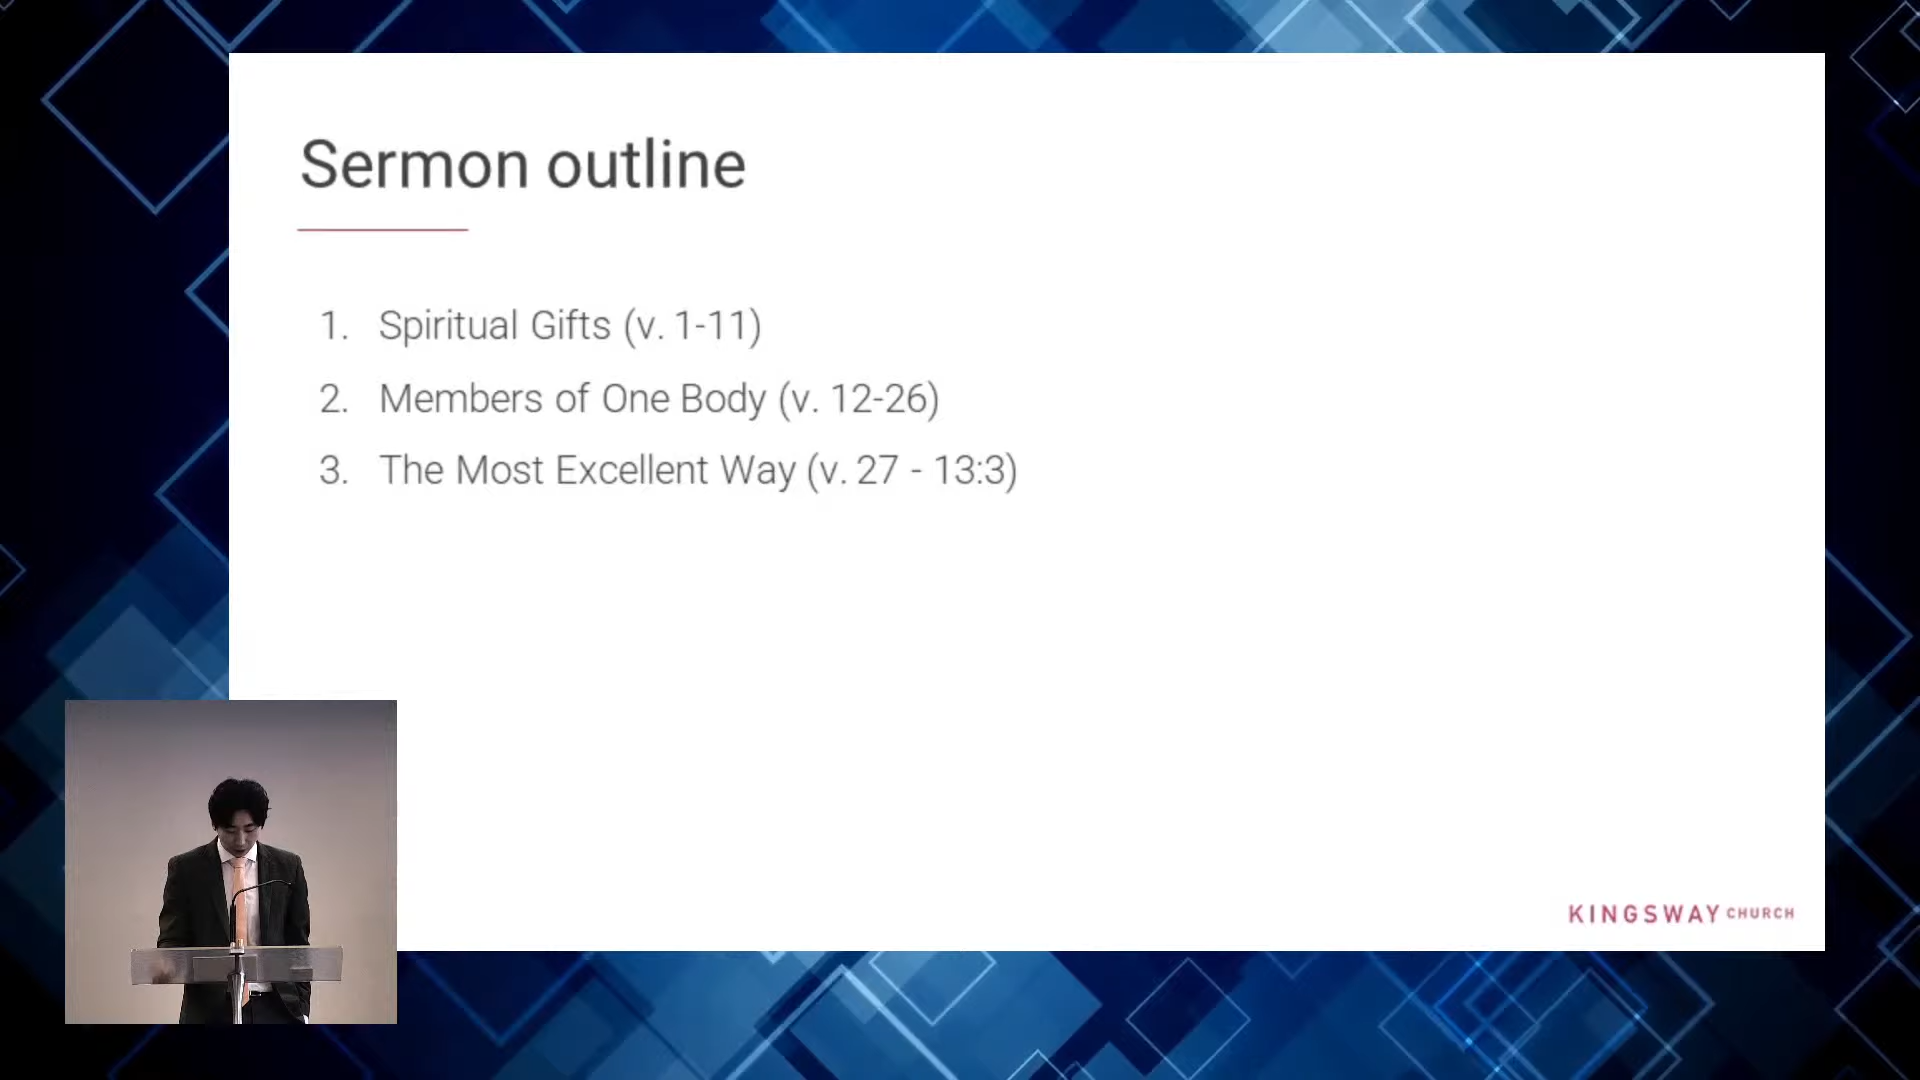 Sermon outline
1. Spiritual Gifts (v. 1-11)
2. Members of One Body (v. 12-26)
3. The Most Excellent Way (v. 27 - 13:3)
KINGSWAY CHURCH